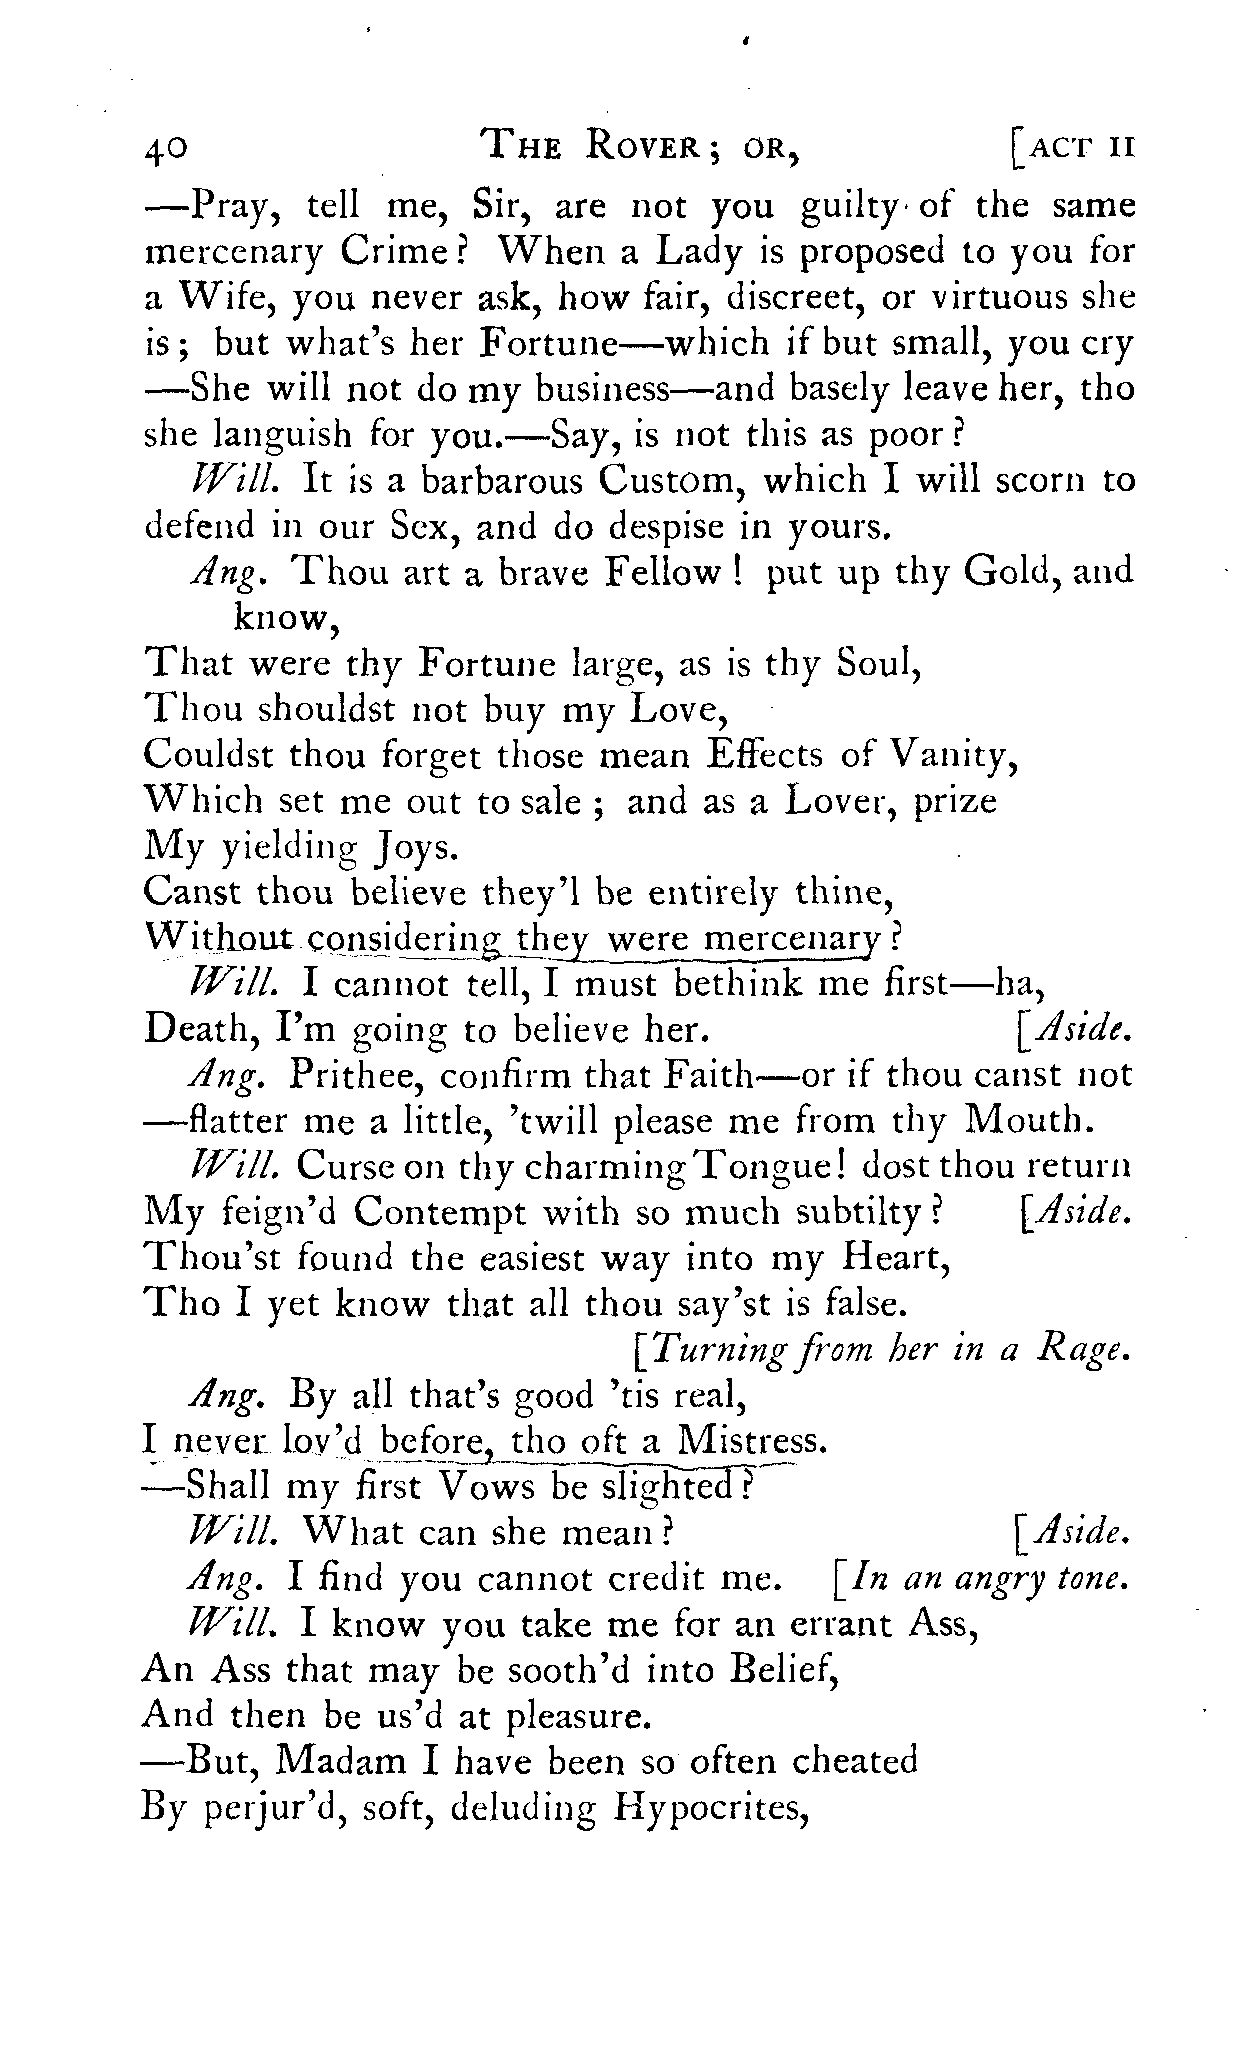 40 THE ROVER; OR, [ACT II
—Pray, tell me, Sir, are not you guilty of the same
mercenary Crime? When a Lady is proposed to you for
a Wife, you never ask, how fair, discreet, or virtuous she
is; but what's her Fortune—which if but small, you cry
—She will not do my business—and basely leave her, tho
she languish for you.—Say, is not this as poor?
Will. It is a barbarous Custom, which I will scorn to
defend in our Sex, and do despise in yours.
Ang. Thou art a brave Fellow! put up thy Gold, and
know,
That were thy Fortune large, as is thy Soul,
Thou shouldst not buy my Love,
Couldst thou forget those mean Effects of Vanity,
Which set me out to sale; and as a Lover, prize
My yielding Joys.
Canst thou believe they'l be entirely thine,
Without considering they were mercenary?
Will. I cannot tell, I must bethink me first—ha,
Death, I'm going to believe her. [Aside.
Ang. Prithee, confirm that Faith—or if thou canst not
—flatter me a little, 'twill please me from thy Mouth.
Will. Curse on thy charming Tongue! dost thou return
My feign'd Contempt with so much subtilty? [Aside.
Thou'st found the easiest way into my Heart,
Tho I yet know that all thou say'st is false.
[Turning from her in a Rage.
Ang. By all that's good 'tis real,
I never lov'd before, tho oft a Mistress.
—Shall my first Vows be slighted?
Will. What can she mean? [Aside.
Ang. I find you cannot credit me. [In an angry tone.
Will. I know you take me for an errant Ass,
An Ass that may be sooth'd into Belief,
And then be us'd at pleasure.
—But, Madam I have been so often cheated
By perjur'd, soft, deluding Hypocrites,